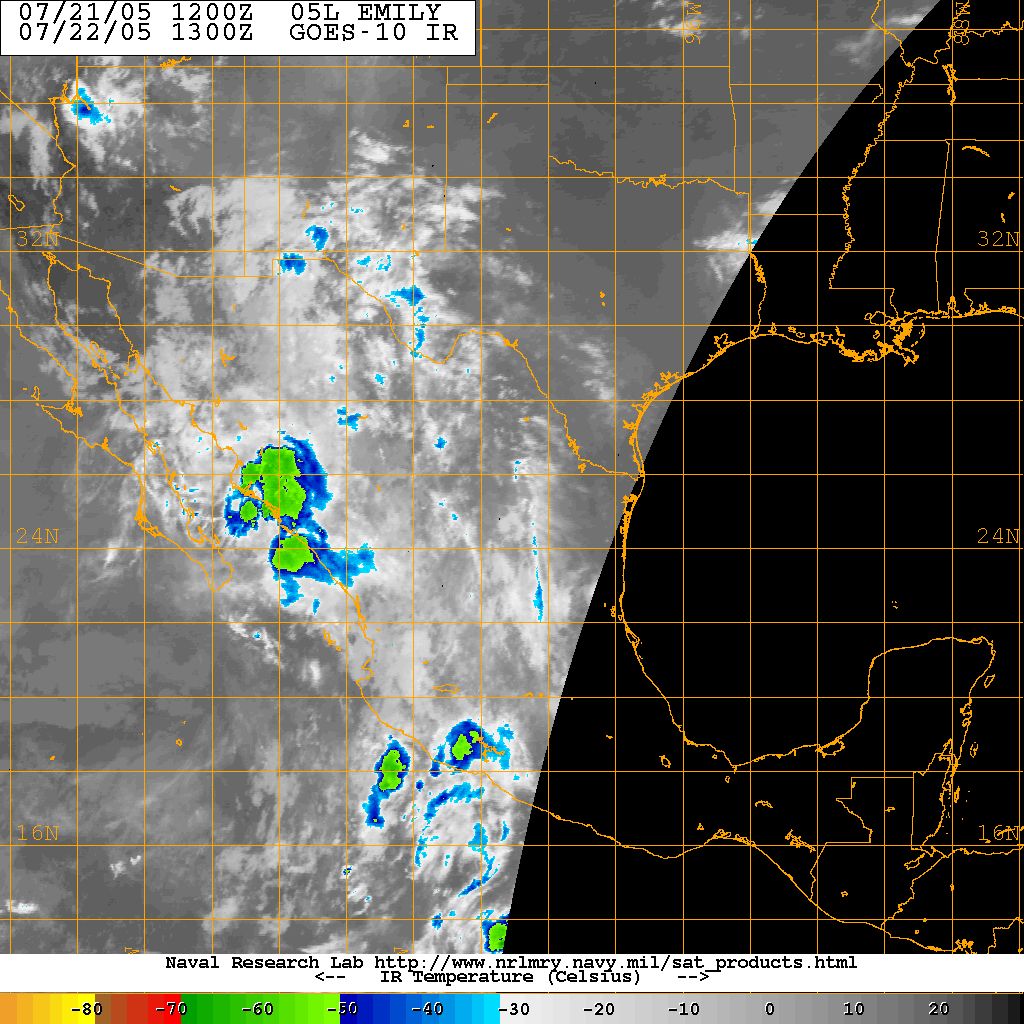 07/21/05 1200Z 05L EMILY
07/22/05 1300Z GOES-10 IR
32N 32N
24N 24N
16N 16N
Naval Research Lab http://www.nrlmry.navy.mil/sat_products.html
<-- IR Temperature (Celsius) -->
-80 -70 -60 -50 -40 -30 -20 -10 0 10 20